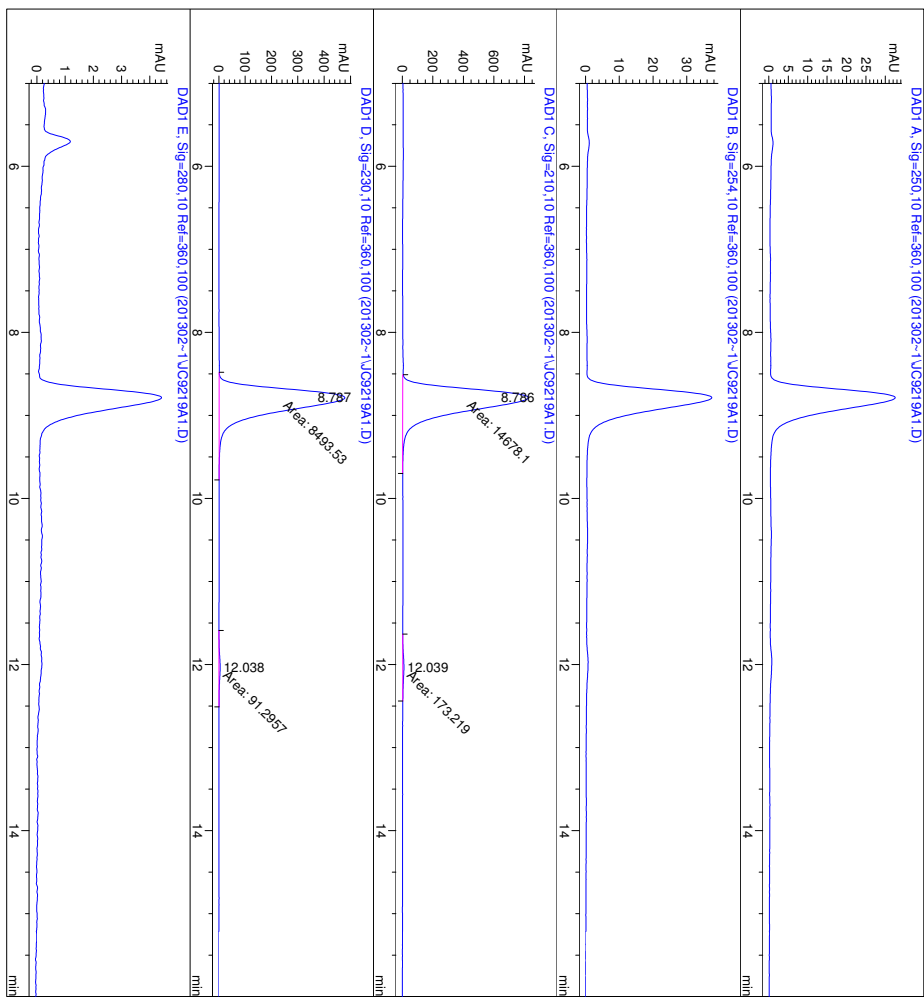 DAD1 A, Sig=250,10 Ref=360,100 (201302~1\JC9219A1.D)
mAU
25
20
15
10
5
0
6
8
10
12
14
min
DAD1 B, Sig=254,10 Ref=360,100 (201302~1\JC9219A1.D)
mAU
30
20
10
0
6
8
10
12
14
min
DAD1 C, Sig=210,10 Ref=360,100 (201302~1\JC9219A1.D)
mAU
600
400
200
0
8.786
Area: 14678.1
12.039
Area: 173.219
6
8
10
12
14
min
DAD1 D, Sig=230,10 Ref=360,100 (201302~1\JC9219A1.D)
mAU
400
300
200
100
0
8.787
Area: 8493.53
12.038
Area: 91.2957
6
8
10
12
14
min
DAD1 E, Sig=280,10 Ref=360,100 (201302~1\JC9219A1.D)
mAU
3
2
1
0
6
8
10
12
14
min